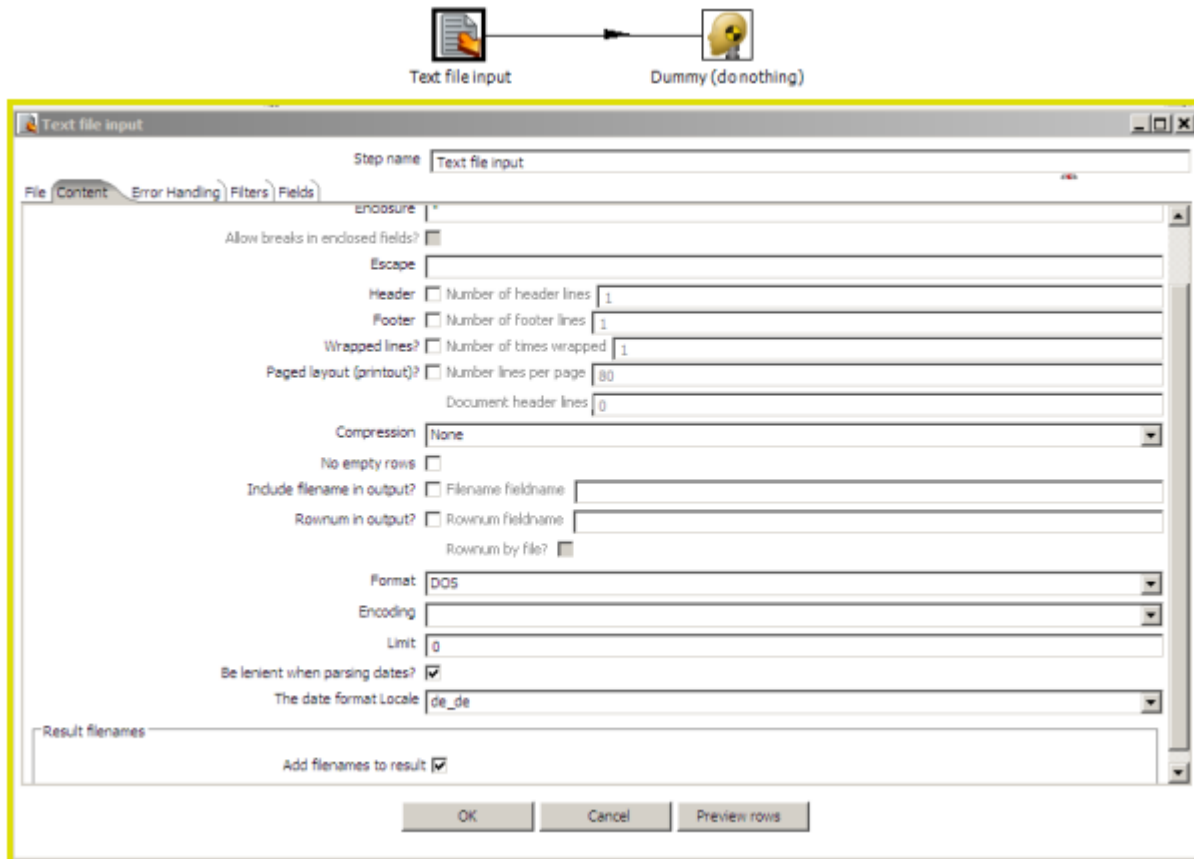 Text file input Dummy (do nothing)
Text file input
Step name Text file input
File Content Error Handling Filters Fields
Enclosure "
Allow breaks in enclosed fields?
Escape
Header Number of header lines 1
Footer Number of footer lines 1
Wrapped lines? Number of times wrapped 1
Paged layout (printout)? Number lines per page 80
Document header lines 0
Compression None
No empty rows
Include filename in output? Filename fieldname
Rownum in output? Rownum fieldname
Rownum by file?
Format DOS
Encoding
Limit 0
Be lenient when parsing dates?
The date format Locale de_de
Result filenames
Add filenames to result
OK Cancel Preview rows